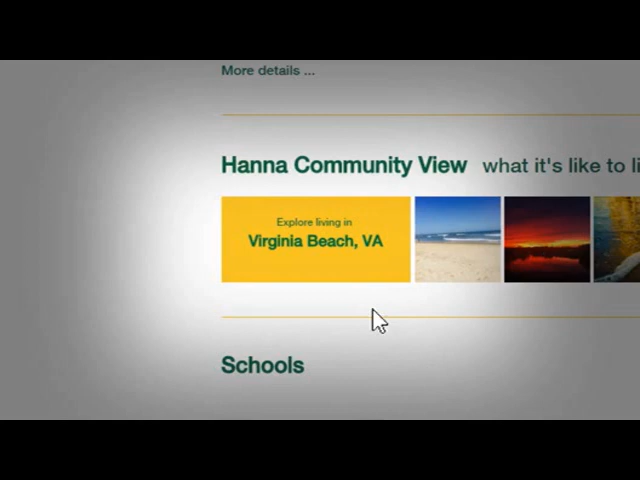 More details ...
Hanna Community View what it's like to li
Explore living in
Virginia Beach, VA
Schools